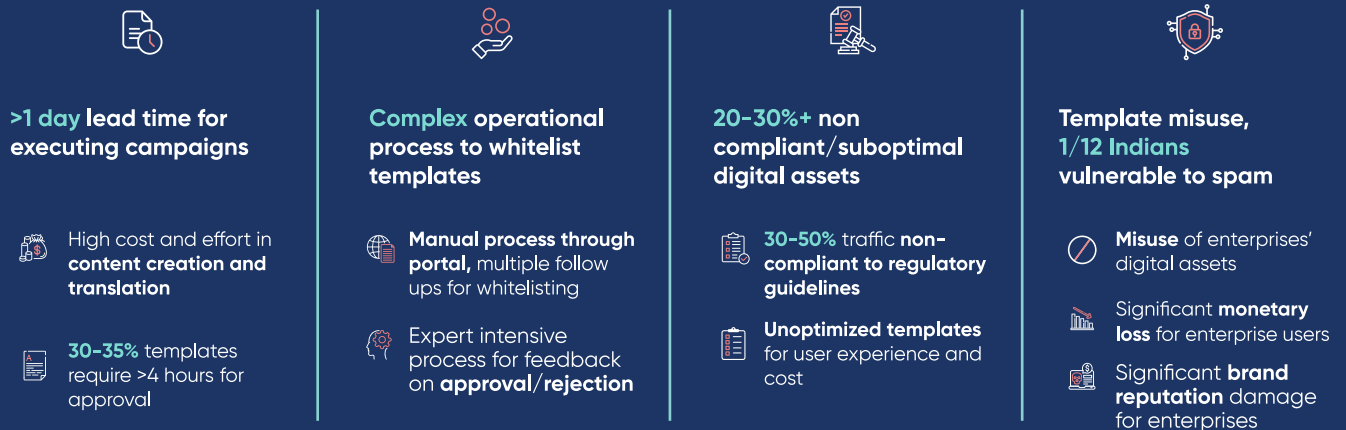 >1 day lead time for
executing campaigns
High cost and effort in
content creation and
translation
A
30-35% templates
require >4 hours for
approval
Complex operational
process to whitelist
templates
Manual process through
portal, multiple follow
ups for whitelisting
Expert intensive
process for feedback
on approval/rejection
20-30%+ non
compliant/suboptimal
digital assets
30-50% traffic non-
compliant to regulatory
guidelines
Unoptimized templates
for user experience and
cost
Template misuse,
1/12 Indians
vulnerable to spam
Misuse of enterprises'
digital assets
Significant monetary
loss for enterprise users
Significant brand
reputation damage
for enterprises